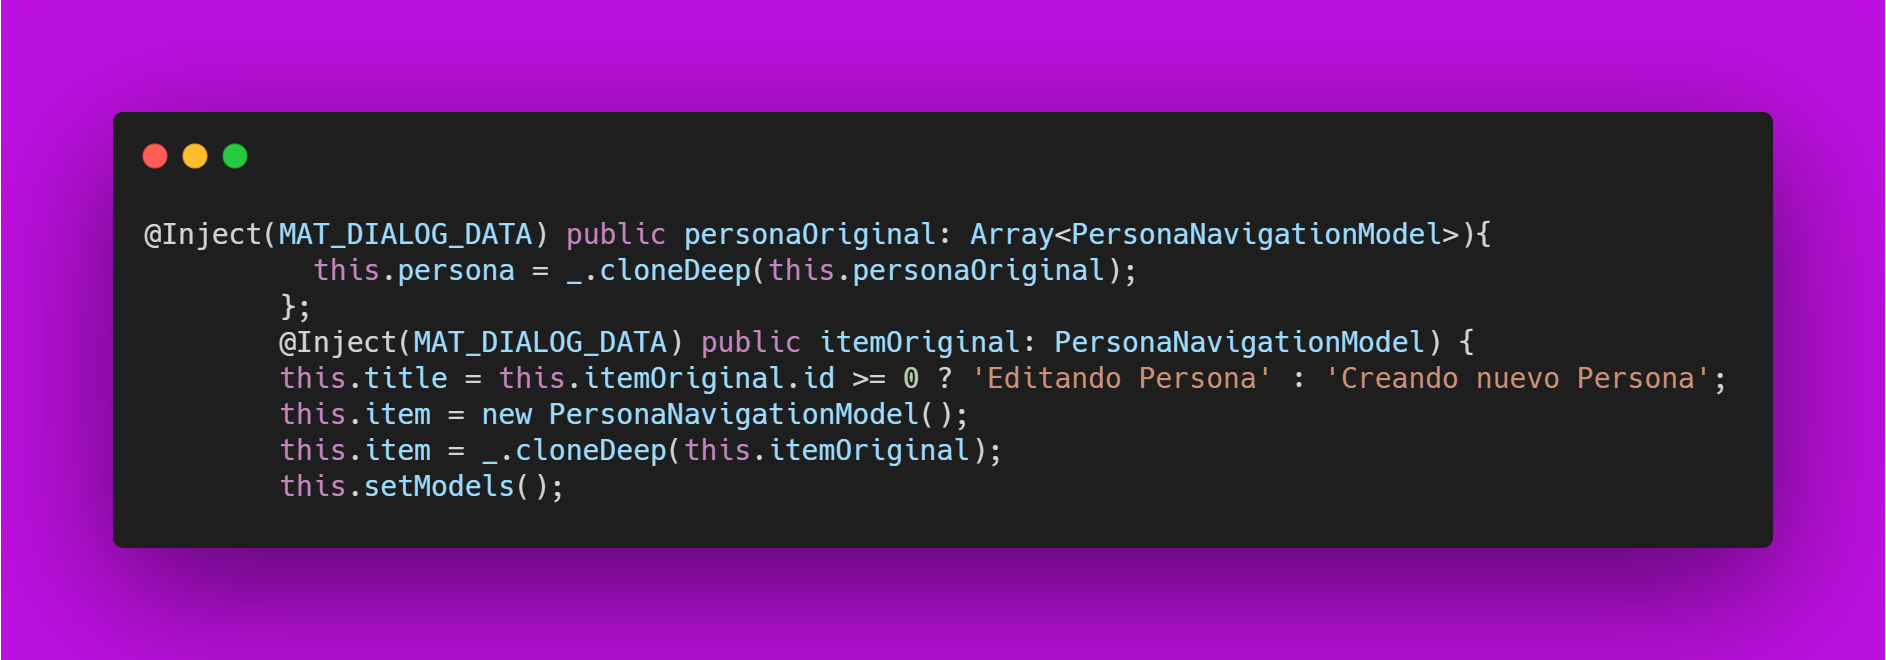 @Inject(MAT_DIALOG_DATA) public personaOriginal: Array<PersonaNavigationModel>){
this.persona = _.cloneDeep(this.personaOriginal);
};
@Inject(MAT_DIALOG_DATA) public itemOriginal: PersonaNavigationModel) {
this.title = this.itemOriginal.id >= 0 ? 'Editando Persona' : 'Creando nuevo Persona';
this.item = new PersonaNavigationModel();
this.item = _.cloneDeep(this.itemOriginal);
this.setModels();